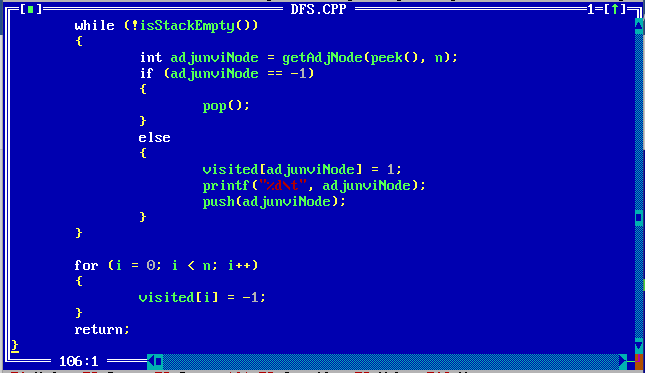 DFS.CPP 1=[↑]
while (!isStackEmpty())
{
int adjunviNode = getAdjNode(peek(), n);
if (adjunviNode == -1)
{
pop();
}
else
{
visited[adjunviNode] = 1;
printf("%d\t", adjunviNode);
push(adjunviNode);
}
}
for (i = 0; i < n; i++)
{
visited[i] = -1;
}
return;
}
106:1